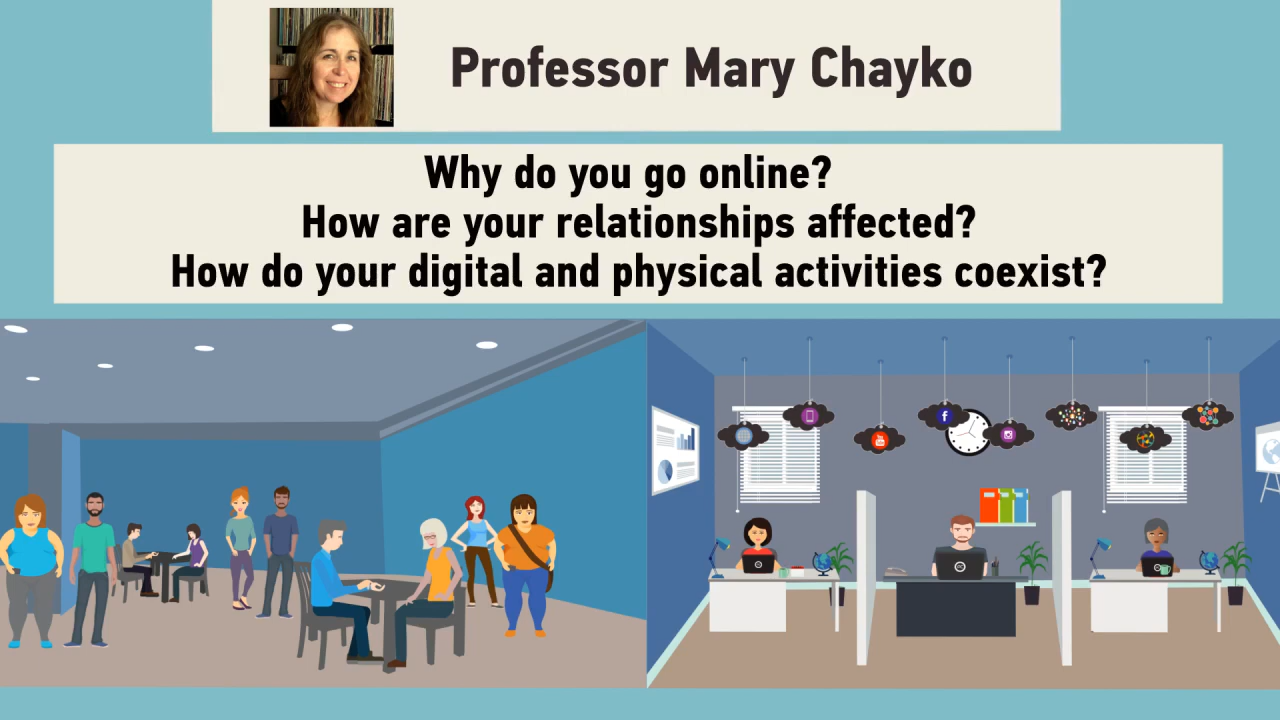 Professor Mary Chayko
Why do you go online?
How are your relationships affected?
How do your digital and physical activities coexist?